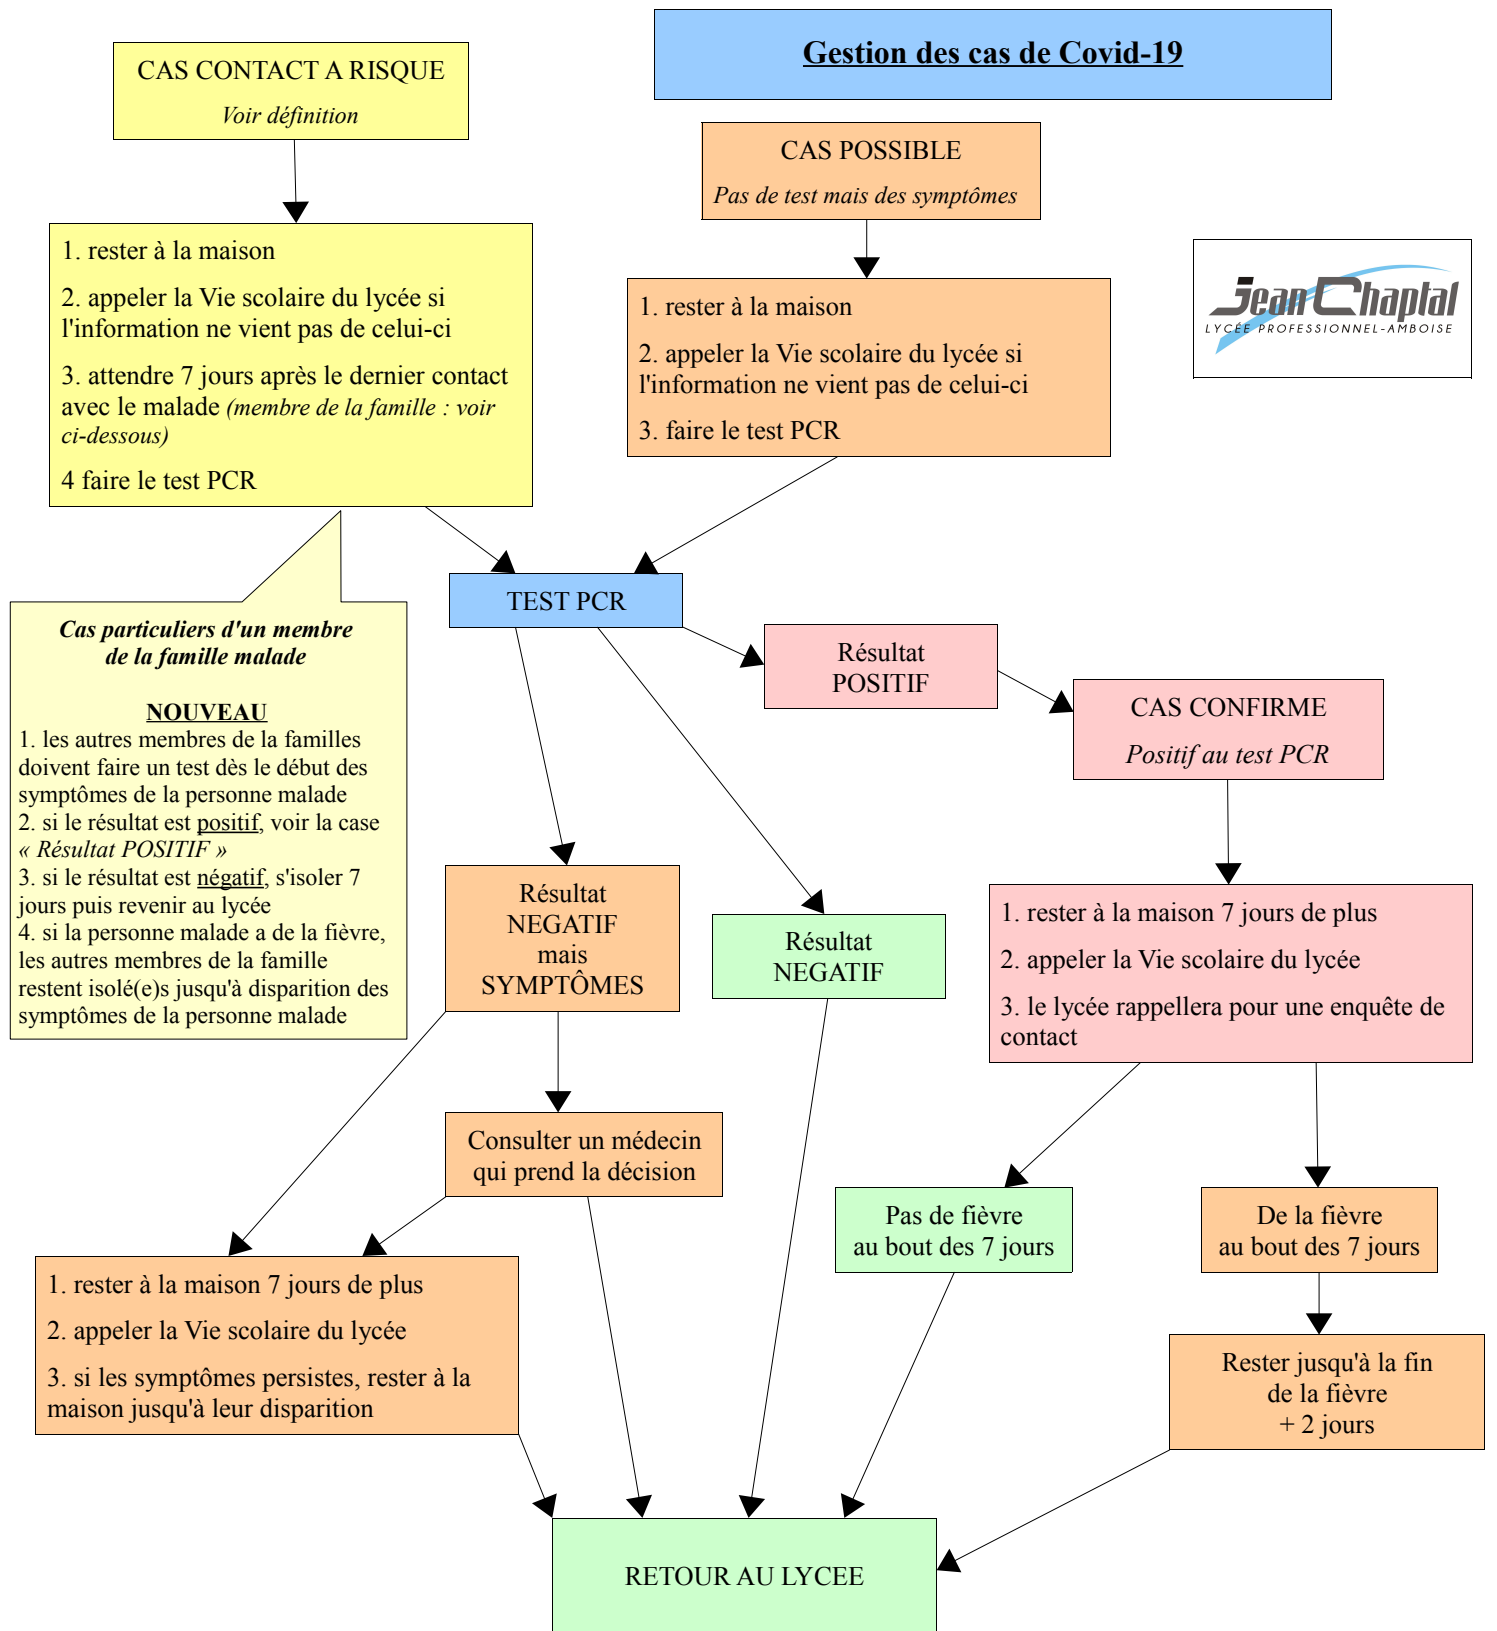 Gestion des cas de Covid-19
CAS CONTACT A RISQUE
Voir définition
CAS POSSIBLE
Pas de test mais des symptômes
1. rester à la maison
2. appeler la Vie scolaire du lycée si
l'information ne vient pas de celui-ci
3. attendre 7 jours après le dernier contact
avec le malade (membre de la famille : voir
ci-dessous)
4 faire le test PCR
1. rester à la maison
2. appeler la Vie scolaire du lycée si
l'information ne vient pas de celui-ci
3. faire le test PCR
Jean Chaptal
LYCÉE PROFESSIONNEL-AMBOISE
TEST PCR
Cas particuliers d'un membre
de la famille malade
NOUVEAU
1. les autres membres de la familles
doivent faire un test dès le début des
symptômes de la personne malade
2. si le résultat est positif, voir la case
« Résultat POSITIF »
3. si le résultat est négatif, s'isoler 7
jours puis revenir au lycée
4. si la personne malade a de la fièvre,
les autres membres de la famille
restent isolé(e)s jusqu'à disparition des
symptômes de la personne malade
Résultat
POSITIF
CAS CONFIRME
Positif au test PCR
Résultat
NEGATIF
mais
SYMPTÔMES
Résultat
NEGATIF
1. rester à la maison 7 jours de plus
2. appeler la Vie scolaire du lycée
3. le lycée rappellera pour une enquête de
contact
Consulter un médecin
qui prend la décision
Pas de fièvre
au bout des 7 jours
De la fièvre
au bout des 7 jours
1. rester à la maison 7 jours de plus
2. appeler la Vie scolaire du lycée
3. si les symptômes persistes, rester à la
maison jusqu'à leur disparition
Rester jusqu'à la fin
de la fièvre
+ 2 jours
RETOUR AU LYCEE